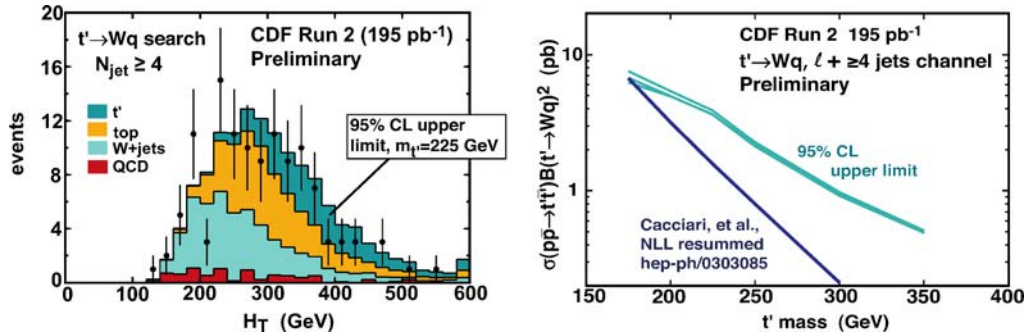 t'→Wq search
N_jet ≥ 4
CDF Run 2 (195 pb⁻¹)
Preliminary
t'
top
W+jets
QCD
95% CL upper
limit, m_t'=225 GeV
events
20
16
12
8
4
0
0 100 200 300 400 500 600
H_T (GeV)
CDF Run 2 195 pb⁻¹
t'→Wq, ℓ + ≥4 jets channel
Preliminary
95% CL
upper limit
Cacciari, et al.,
NLL resummed
hep-ph/0303085
σ(pp̄→t't̄')B(t'→Wq)² (pb)
10
1
150 200 250 300 350 400
t' mass (GeV)